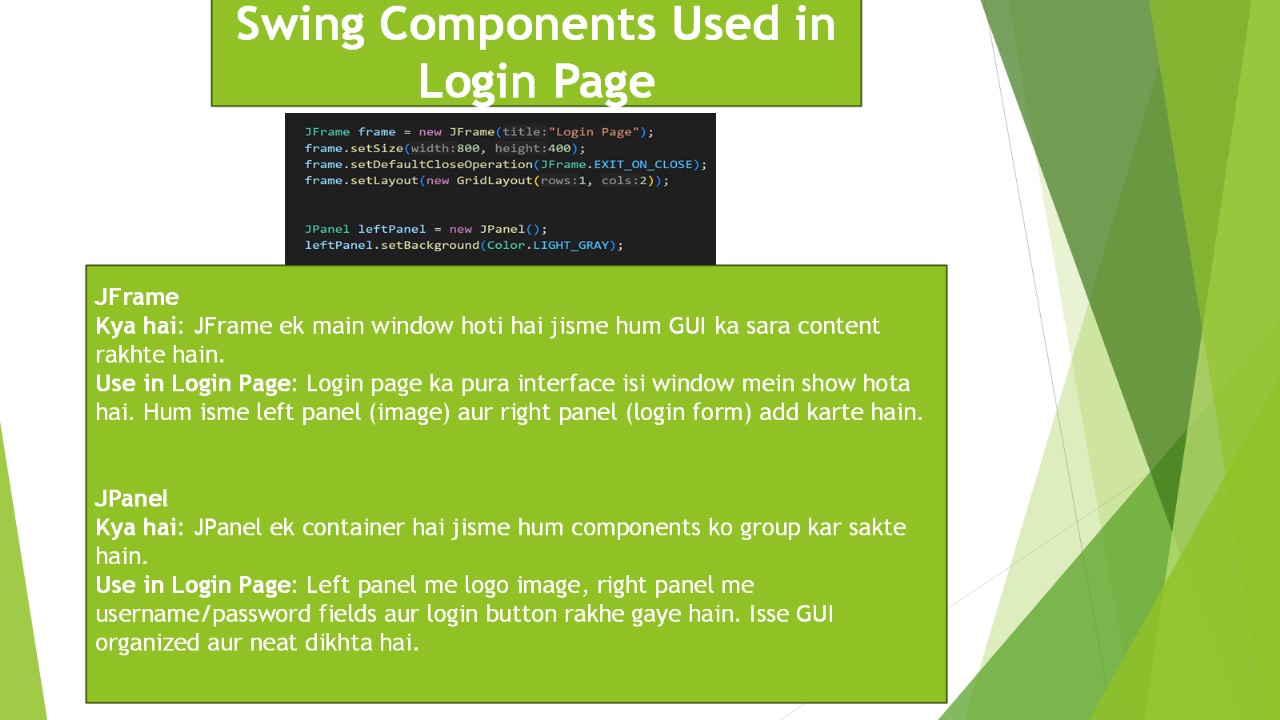 Swing Components Used in
Login Page
JFrame frame = new JFrame(title:"Login Page");
frame.setSize(width:800, height:400);
frame.setDefaultCloseOperation(JFrame.EXIT_ON_CLOSE);
frame.setLayout(new GridLayout(rows:1, cols:2));
JPanel leftPanel = new JPanel();
leftPanel.setBackground(Color.LIGHT_GRAY);
JFrame
Kya hai: JFrame ek main window hoti hai jisme hum GUI ka sara content
rakhte hain.
Use in Login Page: Login page ka pura interface isi window mein show hota
hai. Hum isme left panel (image) aur right panel (login form) add karte hain.
JPanel
Kya hai: JPanel ek container hai jisme hum components ko group kar sakte
hain.
Use in Login Page: Left panel me logo image, right panel me
username/password fields aur login button rakhe gaye hain. Isse GUI
organized aur neat dikhta hai.